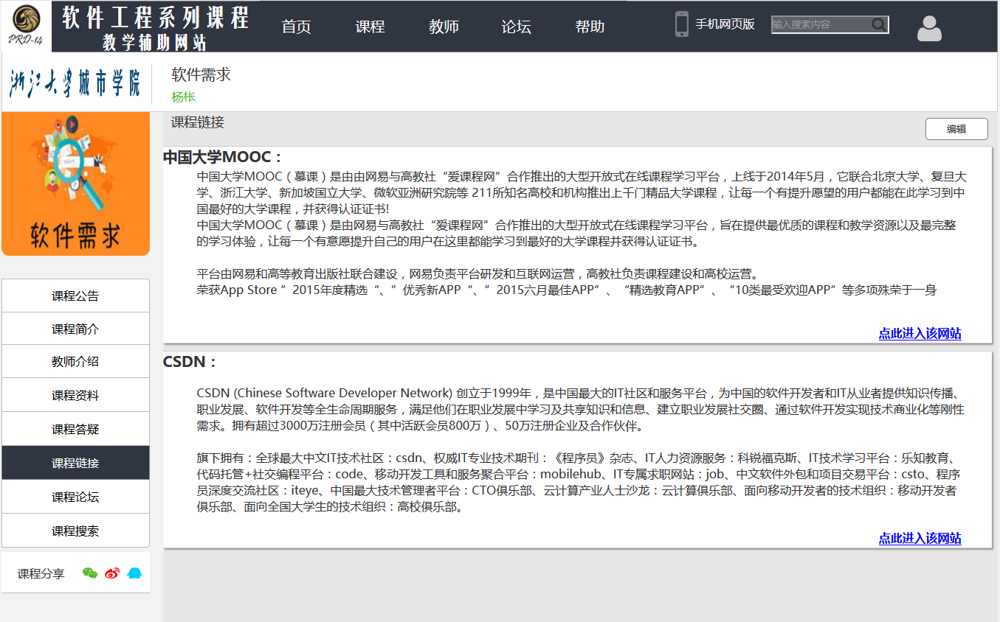 软件工程系列课程
教学辅助网站
PRD-14
首页
课程
教师
论坛
帮助
手机网页版
输入搜索内容
浙江大学城市学院
软件需求
杨枨
search...
软件需求
课程链接
编辑
中国大学MOOC：
中国大学MOOC（慕课）是由由网易与高教社“爱课程网”合作推出的大型开放式在线课程学习平台，上线于2014年5月，它联合北京大学、复旦大
学、浙江大学、新加坡国立大学、微软亚洲研究院等 211所知名高校和机构推出上千门精品大学课程，让每一个有提升愿望的用户都能在此学习到中
国最好的大学课程，并获得认证证书!
中国大学MOOC（慕课）是由网易与高教社“爱课程网”合作推出的大型开放式在线课程学习平台，旨在提供最优质的课程和教学资源以及最完整
的学习体验，让每一个有意愿提升自己的用户在这里都能学习到最好的大学课程并获得认证证书。
平台由网易和高等教育出版社联合建设，网易负责平台研发和互联网运营，高教社负责课程建设和高校运营。
荣获App Store ”2015年度精选“、”优秀新APP“、”2015六月最佳APP”、“精选教育APP”、“10类最受欢迎APP”等多项殊荣于一身
点此进入该网站
CSDN：
CSDN (Chinese Software Developer Network) 创立于1999年，是中国最大的IT社区和服务平台，为中国的软件开发者和IT从业者提供知识传播、
职业发展、软件开发等全生命周期服务，满足他们在职业发展中学习及共享知识和信息、建立职业发展社交圈、通过软件开发实现技术商业化等刚性
需求。拥有超过3000万注册会员（其中活跃会员800万）、50万注册企业及合作伙伴。
旗下拥有：全球最大中文IT技术社区：csdn、权威IT专业技术期刊：《程序员》杂志、IT人力资源服务：科锐福克斯、IT技术学习平台：乐知教育、
代码托管+社交编程平台：code、移动开发工具和服务聚合平台：mobilehub、IT专属求职网站：job、中文软件外包和项目交易平台：csto、程序
员深度交流社区：iteye、中国最大技术管理者平台：CTO俱乐部、云计算产业人士沙龙：云计算俱乐部、面向移动开发者的技术组织：移动开发者
俱乐部、面向全国大学生的技术组织：高校俱乐部。
点此进入该网站
课程公告
课程简介
教师介绍
课程资料
课程答疑
课程链接
课程论坛
课程搜索
课程分享